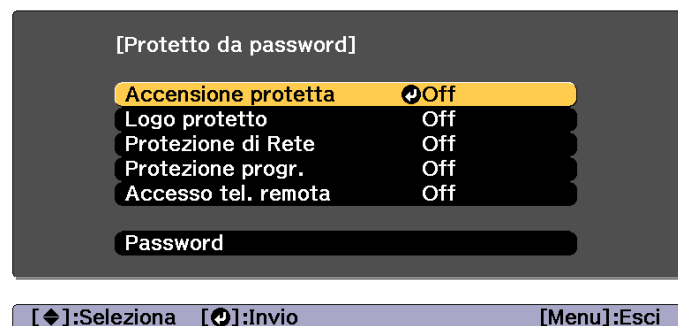 [Protetto da password]
Accensione protetta Off
Logo protetto Off
Protezione di Rete Off
Protezione progr. Off
Accesso tel. remota Off
Password
[◆]:Seleziona [↵]:Invio [Menu]:Esci